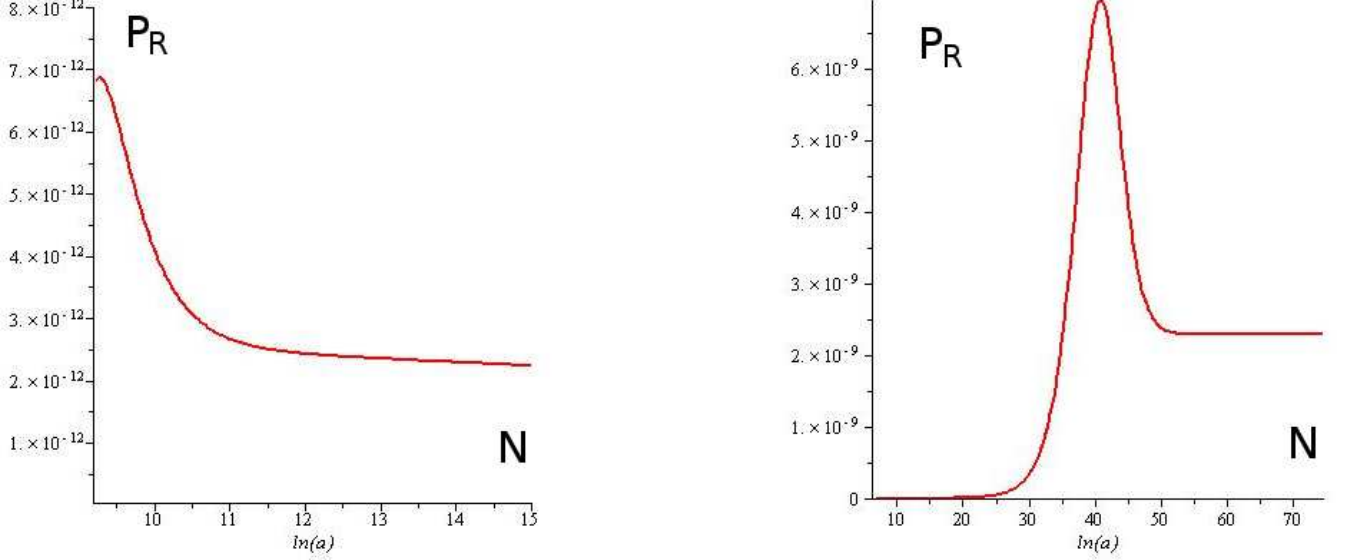 8. × 10⁻¹²
P_R
7. × 10⁻¹²
6. × 10⁻¹²
5. × 10⁻¹²
4. × 10⁻¹²
3. × 10⁻¹²
2. × 10⁻¹²
1. × 10⁻¹²
N
10 11 12 13 14 15
ln(a)
P_R
6. × 10⁻⁹
5. × 10⁻⁹
4. × 10⁻⁹
3. × 10⁻⁹
2. × 10⁻⁹
1. × 10⁻⁹
N
0
10 20 30 40 50 60 70
ln(a)